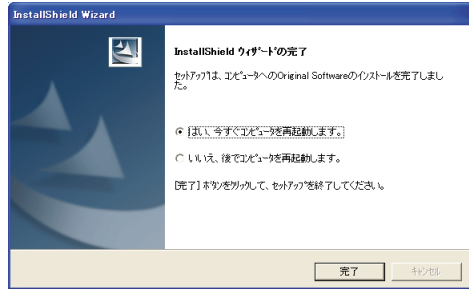 InstallShield Wizard
InstallShield ウィザードの完了
セットアップは、コンピュータへのOriginal Softwareのインストールを完了しまし
た。
はい、今すぐコンピュータを再起動します。
いいえ、後でコンピュータを再起動します。
[完了] ボタンをクリックして、セットアップを終了してください。
完了
キャンセル